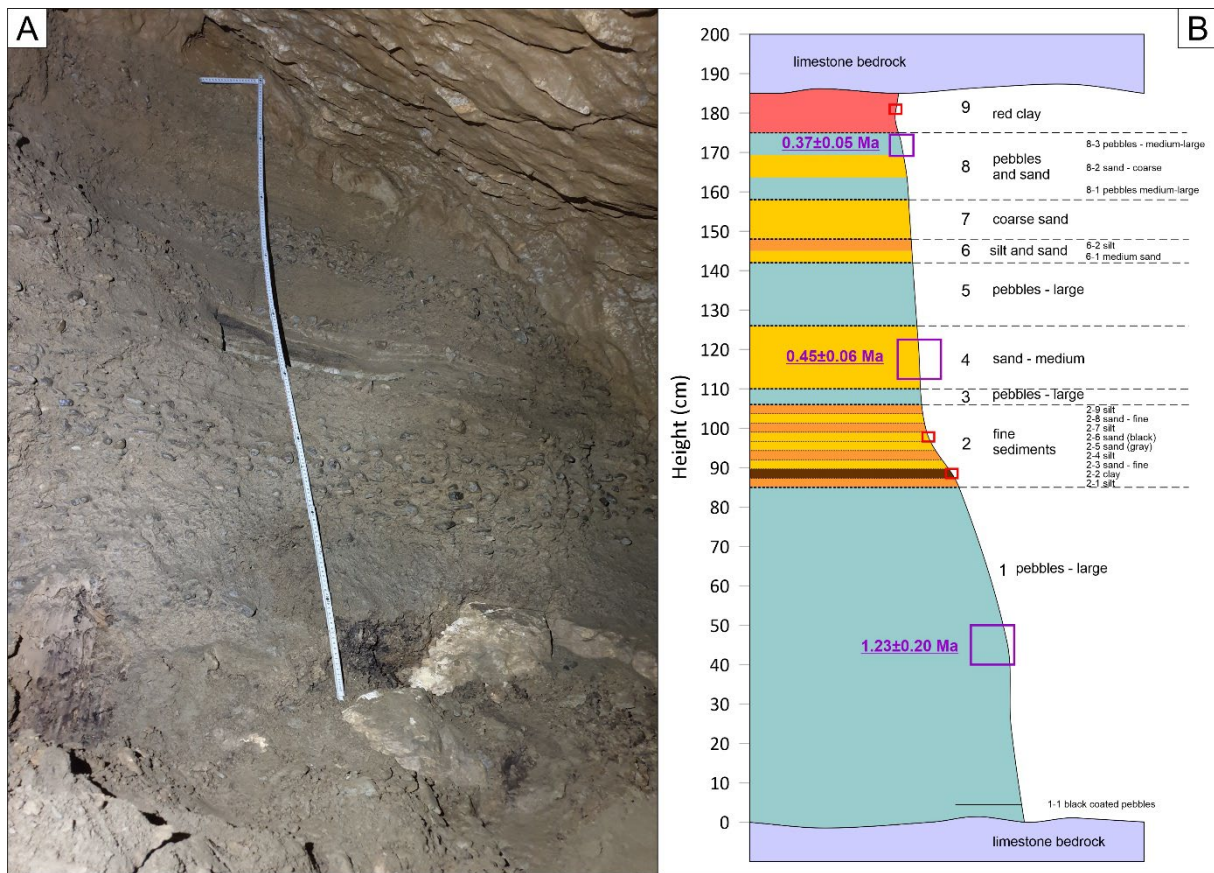 A
B
200
190
180
170
160
150
140
130
120
110
100
90
80
70
60
50
40
30
20
10
0
Height (cm)
limestone bedrock
9 red clay
0.37±0.05 Ma
8-3 pebbles - medium-large
8 pebbles
and sand
8-2 sand - coarse
8-1 pebbles medium-large
7 coarse sand
6 silt and sand
6-2 silt
6-1 medium sand
5 pebbles - large
0.45±0.06 Ma
4 sand - medium
3 pebbles - large
2 fine
sediments
2-9 silt
2-8 sand - fine
2-7 silt
2-6 sand (black)
2-5 sand (gray)
2-4 silt
2-3 sand - fine
2-2 clay
2-1 silt
1 pebbles - large
1.23±0.20 Ma
1-1 black coated pebbles
limestone bedrock